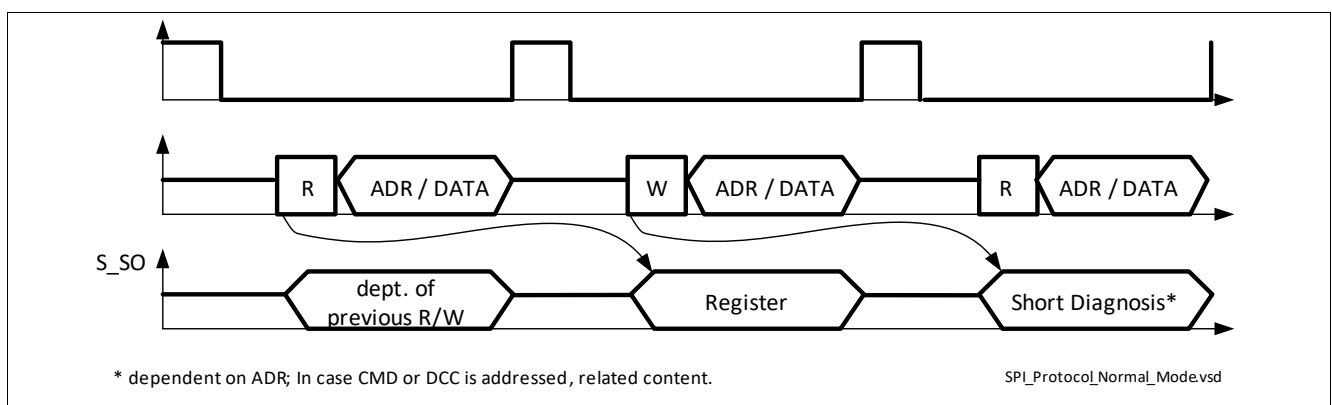 R
ADR / DATA
W
ADR / DATA
R
ADR / DATA
S_SO
dept. of
previous R/W
Register
Short Diagnosis*
* dependent on ADR; In case CMD or DCC is addressed, related content.
SPI_Protocol_Normal_Mode.vsd